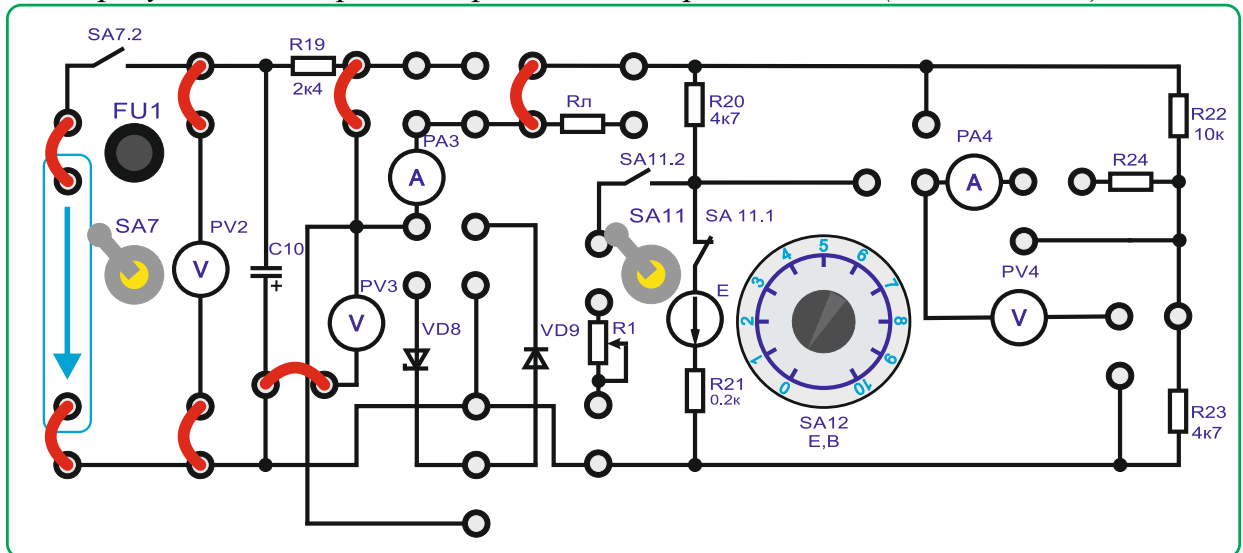 SA7.2
R19
2к4
FU1
Rл
R20
4к7
R22
10к
PA3
A
PA4
A
R24
SA11.2
SA7
PV2
V
C10
+
SA11
SA 11.1
PV4
V
PV3
V
VD8
VD9
R1
E
R21
0.2к
0
1
2
3
4
5
6
7
8
9
10
SA12
E,B
R23
4к7